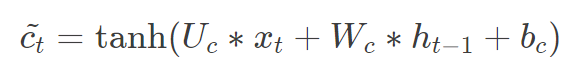 c̃_t = tanh(U_c * x_t + W_c * h_{t−1} + b_c)